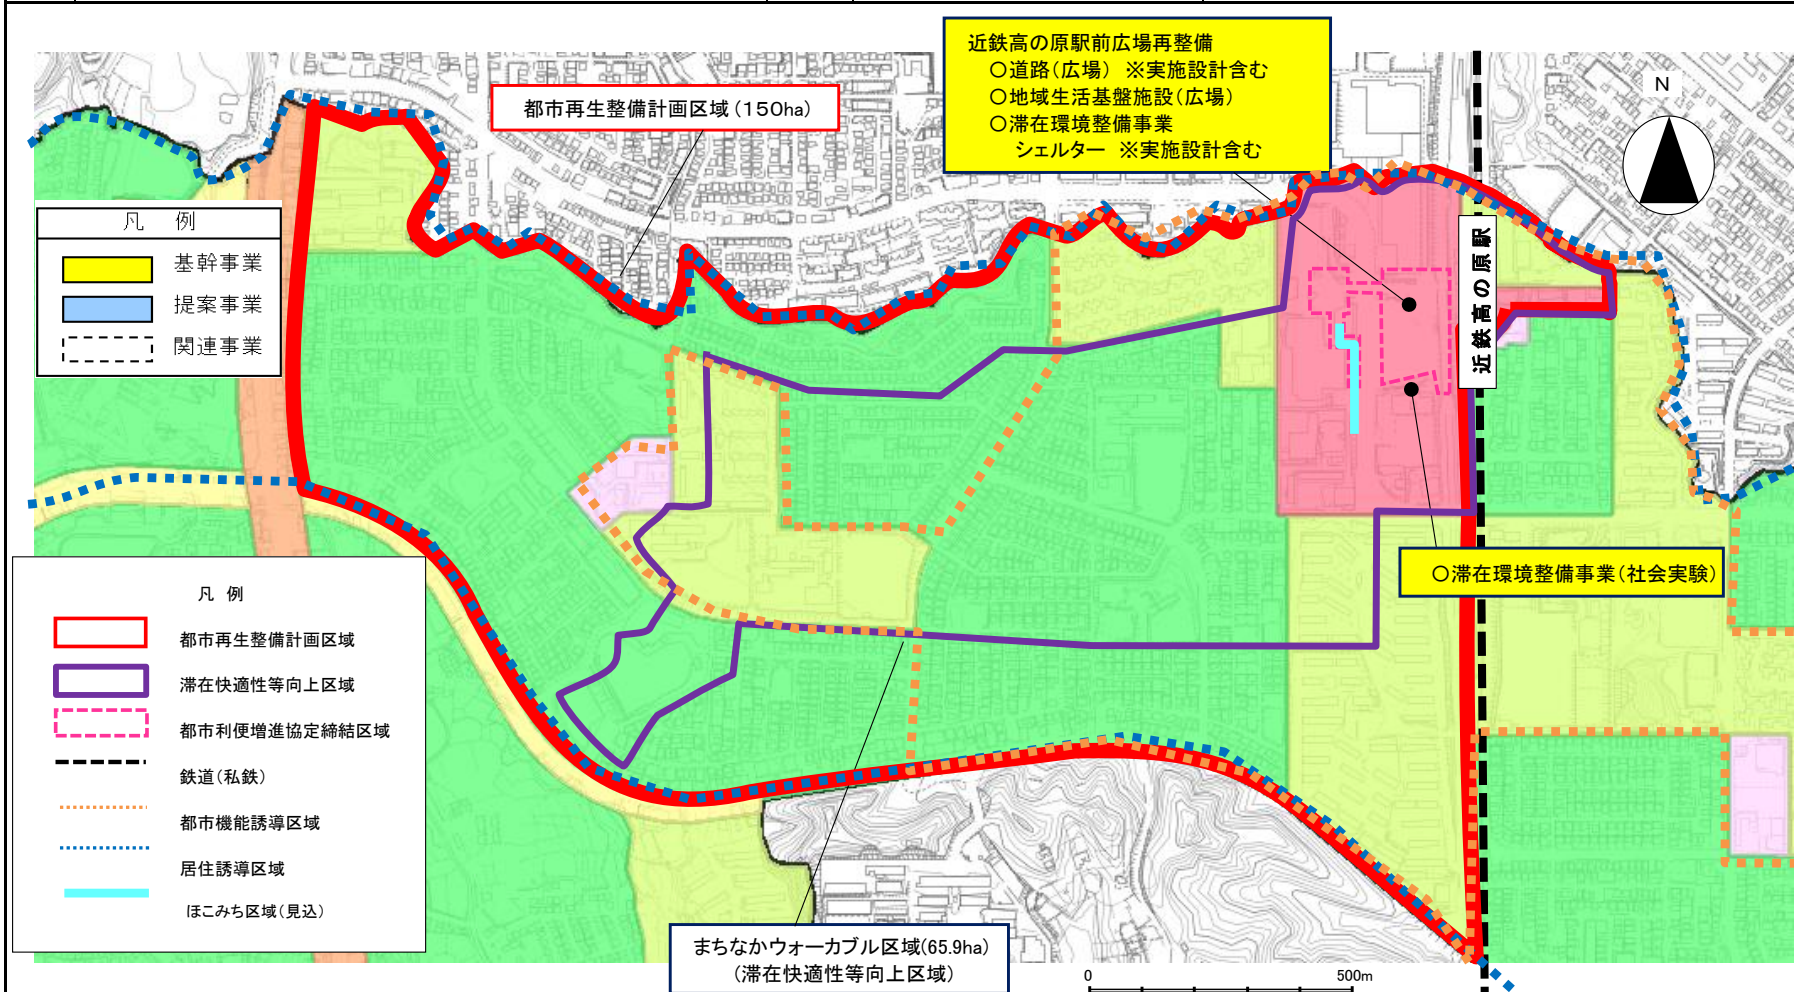 近鉄高の原駅前広場再整備
○道路(広場) ※実施設計含む
○地域生活基盤施設(広場)
○滞在環境整備事業
シェルター ※実施設計含む
都市再生整備計画区域(150ha)
N
凡 例
基幹事業
提案事業
関連事業
近鉄高の原駅
○滞在環境整備事業(社会実験)
凡 例
都市再生整備計画区域
滞在快適性等向上区域
都市利便増進協定締結区域
鉄道(私鉄)
都市機能誘導区域
居住誘導区域
ほこみち区域(見込)
まちなかウォーカブル区域(65.9ha)
(滞在快適性等向上区域)
0 500m